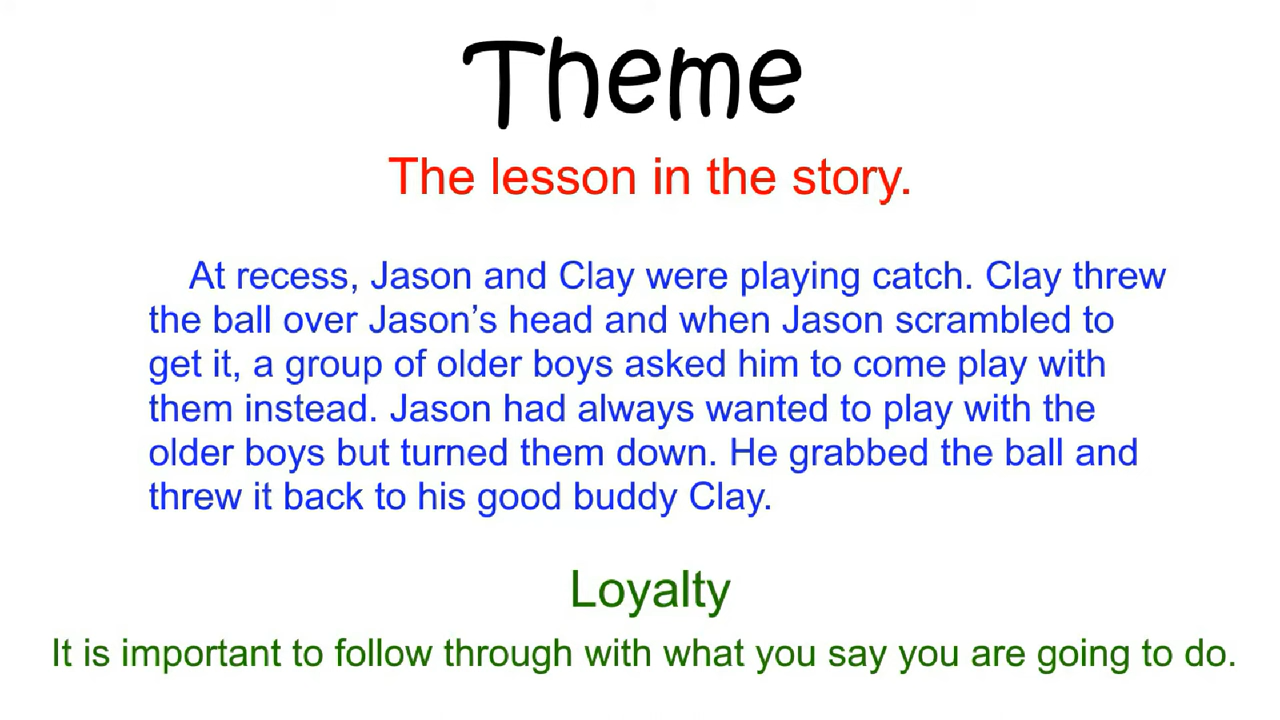 Theme
The lesson in the story.
At recess, Jason and Clay were playing catch. Clay threw
the ball over Jason's head and when Jason scrambled to
get it, a group of older boys asked him to come play with
them instead. Jason had always wanted to play with the
older boys but turned them down. He grabbed the ball and
threw it back to his good buddy Clay.
Loyalty
It is important to follow through with what you say you are going to do.